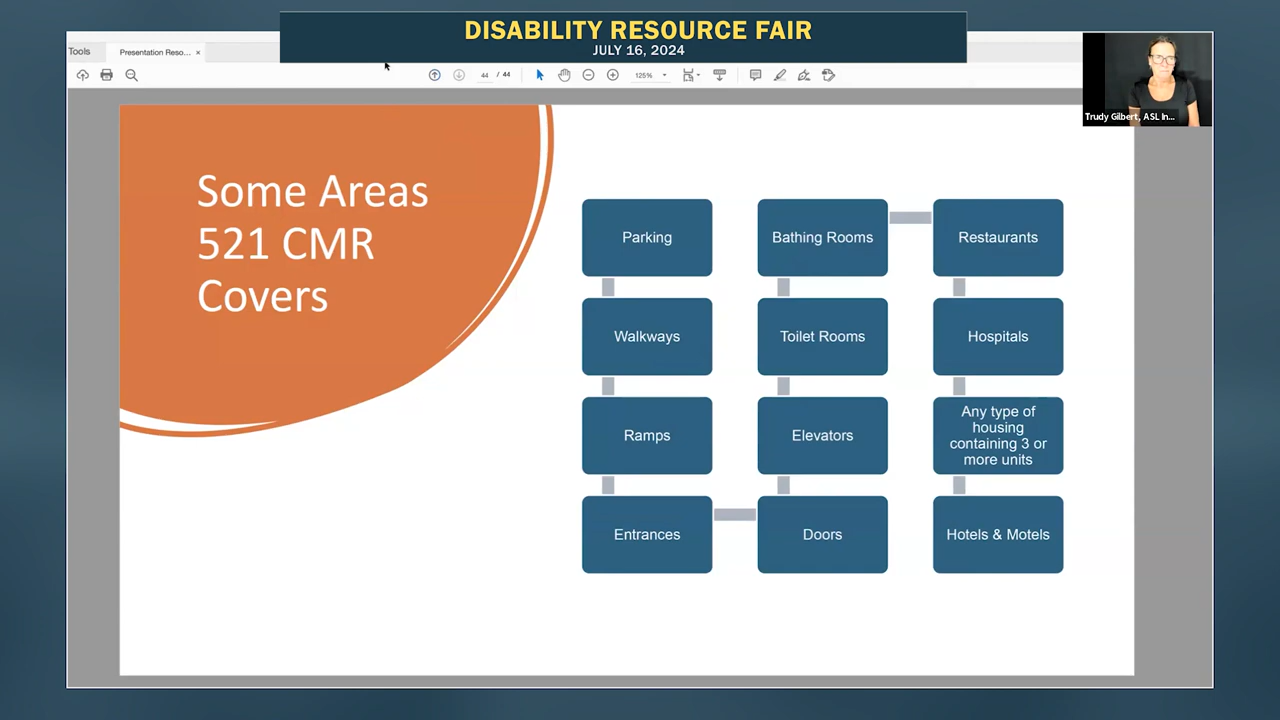 DISABILITY RESOURCE FAIR
JULY 16, 2024
Tools
Presentation Reso... ×
44 / 44
125%
Trudy Gilbert, ASL In...
Some Areas
521 CMR
Covers
Parking
Walkways
Ramps
Entrances
Doors
Elevators
Toilet Rooms
Bathing Rooms
Restaurants
Hospitals
Any type of
housing
containing 3 or
more units
Hotels & Motels